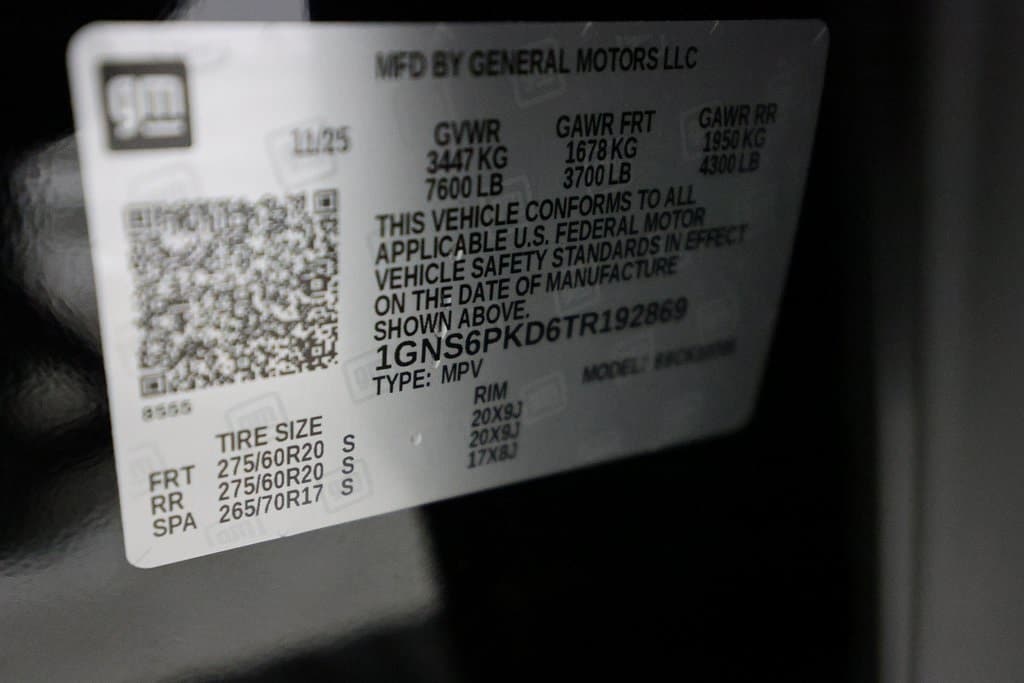 gm
MFD BY GENERAL MOTORS LLC
11/25
GVWR GAWR FRT GAWR RR
3447 KG 1678 KG 1950 KG
7600 LB 3700 LB 4300 LB
THIS VEHICLE CONFORMS TO ALL
APPLICABLE U.S. FEDERAL MOTOR
VEHICLE SAFETY STANDARDS IN EFFECT
ON THE DATE OF MANUFACTURE
SHOWN ABOVE.
1GNS6PKD6TR192869
TYPE: MPV MODEL:
8555
TIRE SIZE RIM
FRT 275/60R20 S 20X9J
RR 275/60R20 S 20X9J
SPA 265/70R17 S 17X8J